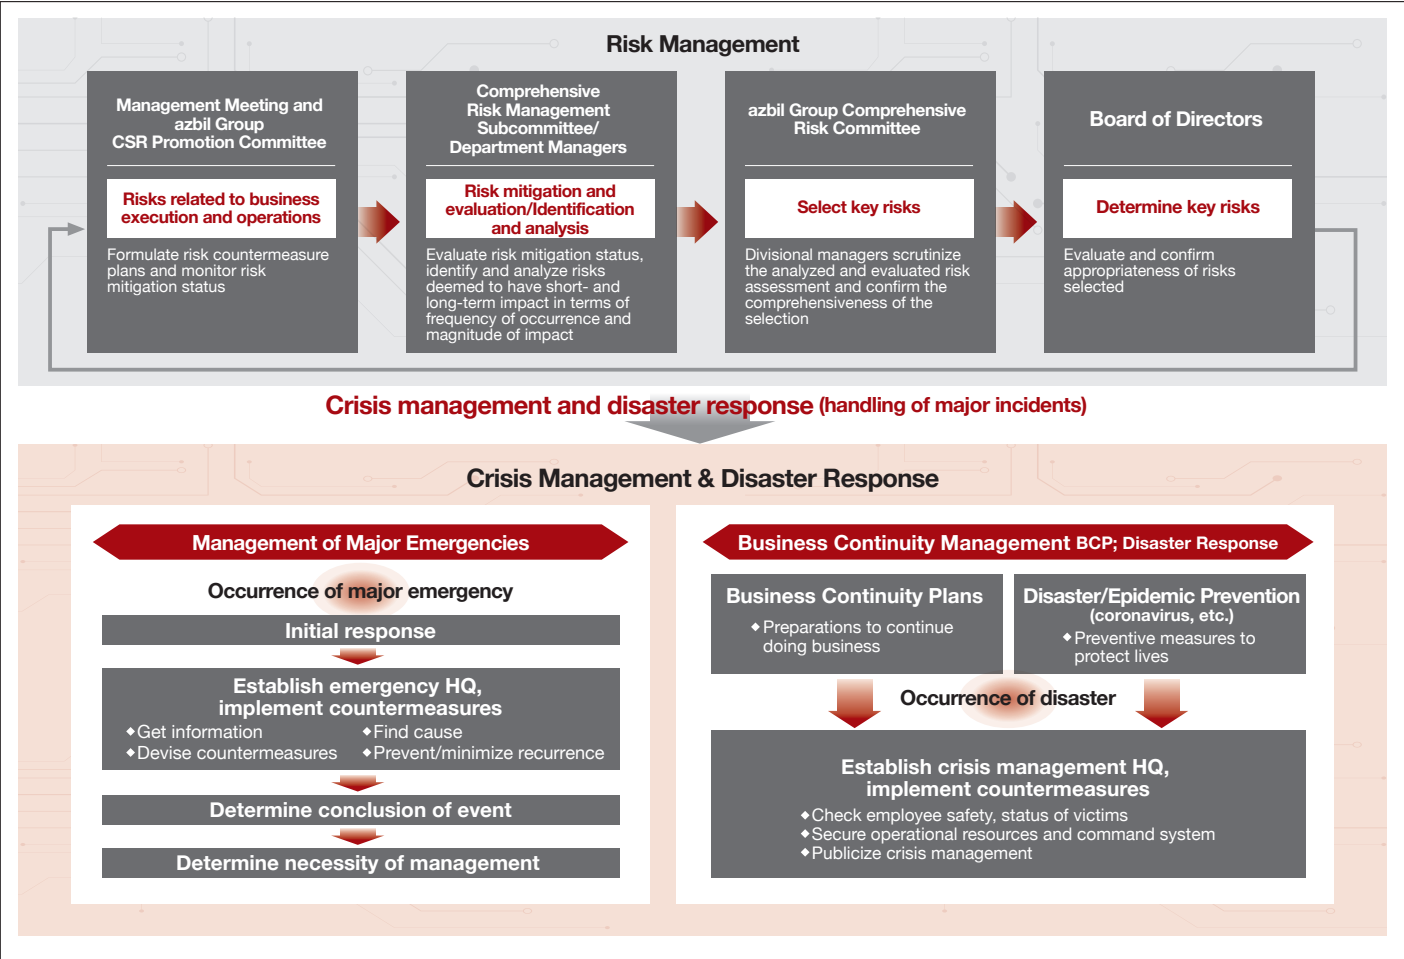 Risk Management
Management Meeting and
azbil Group
CSR Promotion Committee
Risks related to business
execution and operations
Formulate risk countermeasure
plans and monitor risk
mitigation status
Comprehensive
Risk Management
Subcommittee/
Department Managers
Risk mitigation and
evaluation/Identification
and analysis
Evaluate risk mitigation status,
identify and analyze risks
deemed to have short- and
long-term impact in terms of
frequency of occurrence and
magnitude of impact
azbil Group Comprehensive
Risk Committee
Select key risks
Divisional managers scrutinize
the analyzed and evaluated risk
assessment and confirm the
comprehensiveness of the
selection
Board of Directors
Determine key risks
Evaluate and confirm
appropriateness of risks
selected
Crisis management and disaster response (handling of major incidents)
Crisis Management & Disaster Response
Management of Major Emergencies
Occurrence of major emergency
Initial response
Establish emergency HQ,
implement countermeasures
◆Get information ◆Find cause
◆Devise countermeasures ◆Prevent/minimize recurrence
Determine conclusion of event
Determine necessity of management
Business Continuity Management BCP; Disaster Response
Business Continuity Plans
◆Preparations to continue
doing business
Disaster/Epidemic Prevention
(coronavirus, etc.)
◆Preventive measures to
protect lives
Occurrence of disaster
Establish crisis management HQ,
implement countermeasures
◆Check employee safety, status of victims
◆Secure operational resources and command system
◆Publicize crisis management